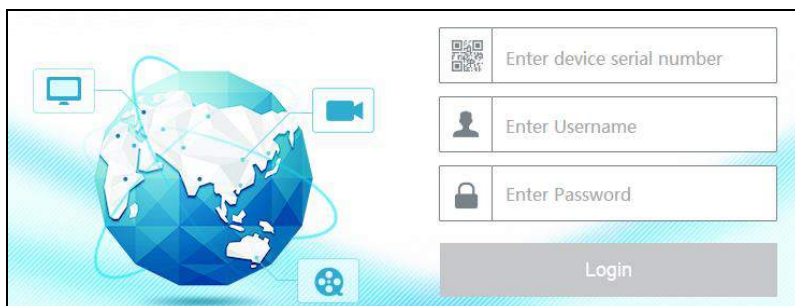 Enter device serial number
Enter Username
Enter Password
Login